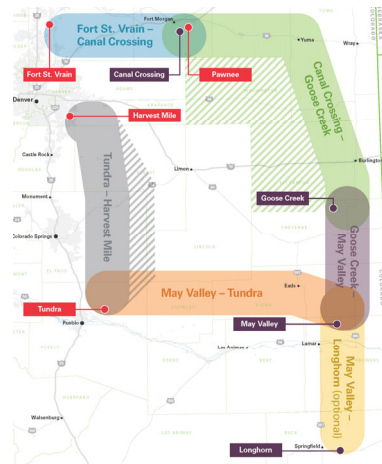 Fort Morgan
Fort St. Vrain –
Canal Crossing
Yuma
Wray
Fort St. Vrain
Canal Crossing
Pawnee
Canal Crossing –
Goose Creek
Denver
Harvest Mile
Castle Rock
Limon
Burlington
Tundra – Harvest Mile
Monument
Goose Creek
Colorado Springs
Goose Creek –
May Valley
May Valley – Tundra
Eads
Tundra
Pueblo
May Valley
Las Animas
Lamar
May Valley –
Longhorn (optional)
Walsenburg
Longhorn
Springfield